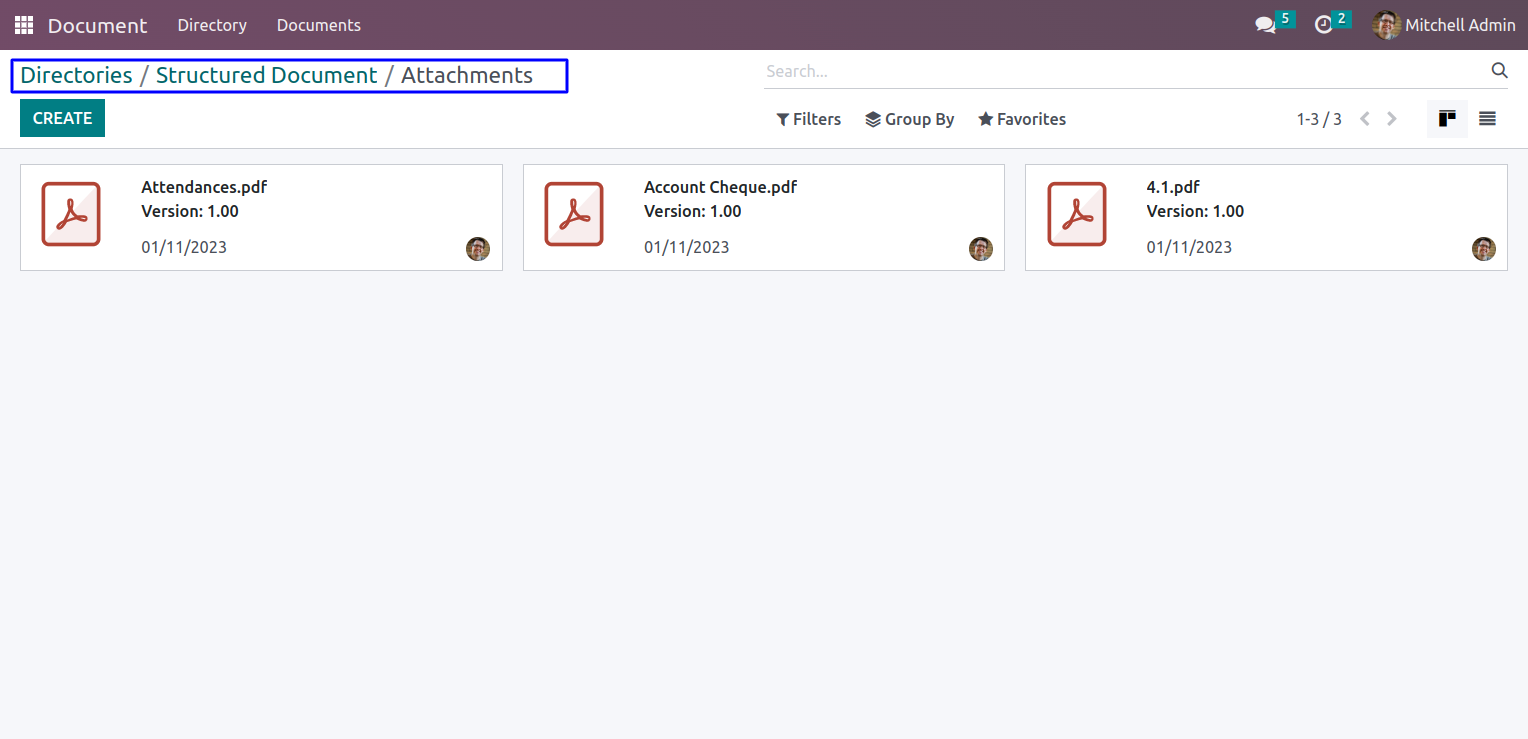 Document Directory Documents 5 2 Mitchell Admin
Directories / Structured Document / Attachments
Search...
CREATE
Filters Group By Favorites 1-3 / 3
Attendances.pdf
Version: 1.00
01/11/2023
Account Cheque.pdf
Version: 1.00
01/11/2023
4.1.pdf
Version: 1.00
01/11/2023